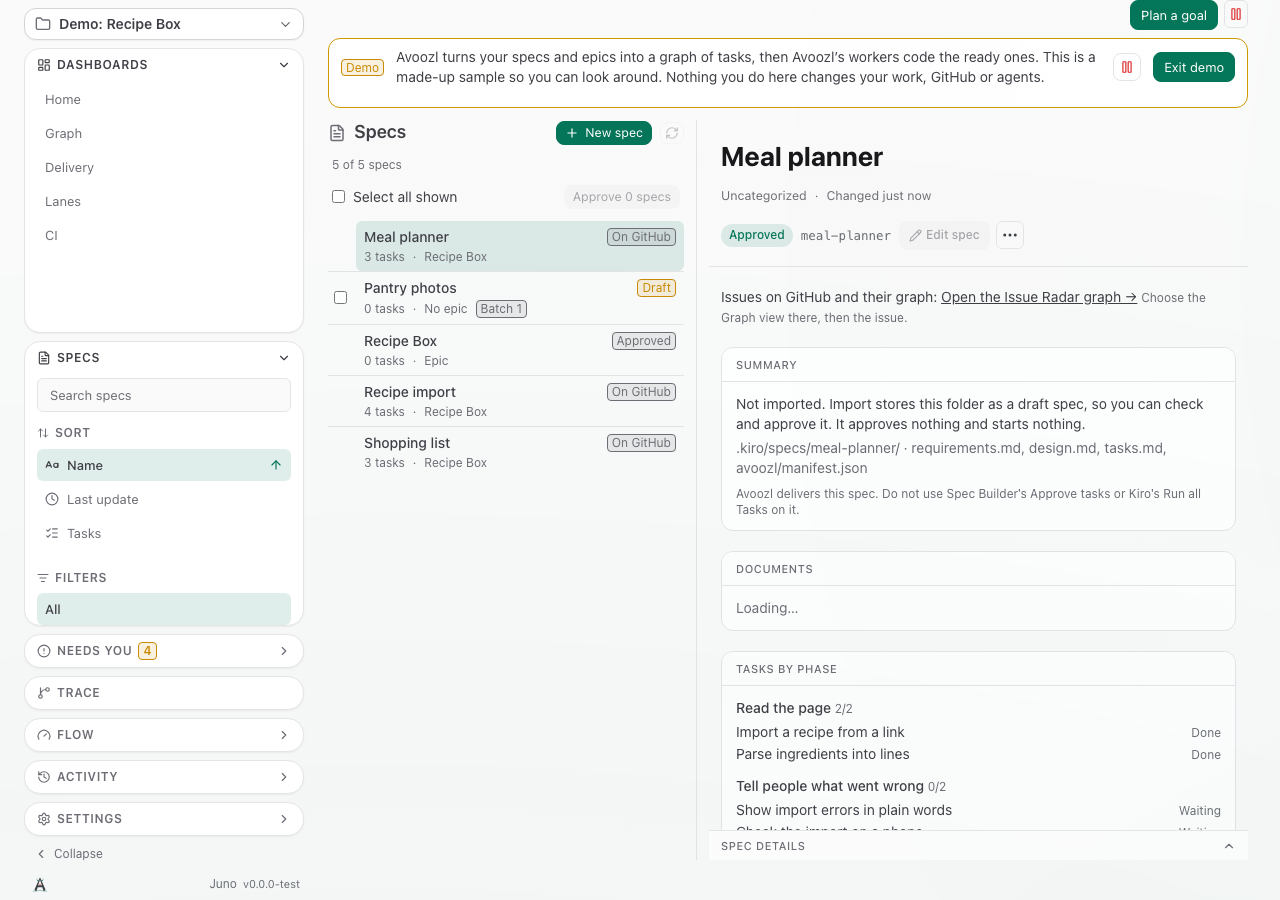 Demo: Recipe Box
DASHBOARDS
Home
Graph
Delivery
Lanes
CI
SPECS
Search specs
SORT
Aa Name
Last update
Tasks
FILTERS
All
NEEDS YOU 4
TRACE
FLOW
ACTIVITY
SETTINGS
Collapse
Juno v0.0.0-test
Plan a goal
Demo
Avoozl turns your specs and epics into a graph of tasks, then Avoozl's workers code the ready ones. This is a
made-up sample so you can look around. Nothing you do here changes your work, GitHub or agents.
Exit demo
Specs
New spec
5 of 5 specs
Select all shown
Approve 0 specs
Meal planner On GitHub
3 tasks · Recipe Box
Pantry photos Draft
0 tasks · No epic Batch 1
Recipe Box Approved
0 tasks · Epic
Recipe import On GitHub
4 tasks · Recipe Box
Shopping list On GitHub
3 tasks · Recipe Box
Meal planner
Uncategorized · Changed just now
Approved meal-planner Edit spec
Issues on GitHub and their graph: Open the Issue Radar graph → Choose the
Graph view there, then the issue.
SUMMARY
Not imported. Import stores this folder as a draft spec, so you can check
and approve it. It approves nothing and starts nothing.
.kiro/specs/meal-planner/ · requirements.md, design.md, tasks.md,
avoozl/manifest.json
Avoozl delivers this spec. Do not use Spec Builder's Approve tasks or Kiro's Run all
Tasks on it.
DOCUMENTS
Loading…
TASKS BY PHASE
Read the page 2/2
Import a recipe from a link Done
Parse ingredients into lines Done
Tell people what went wrong 0/2
Show import errors in plain words Waiting
SPEC DETAILS